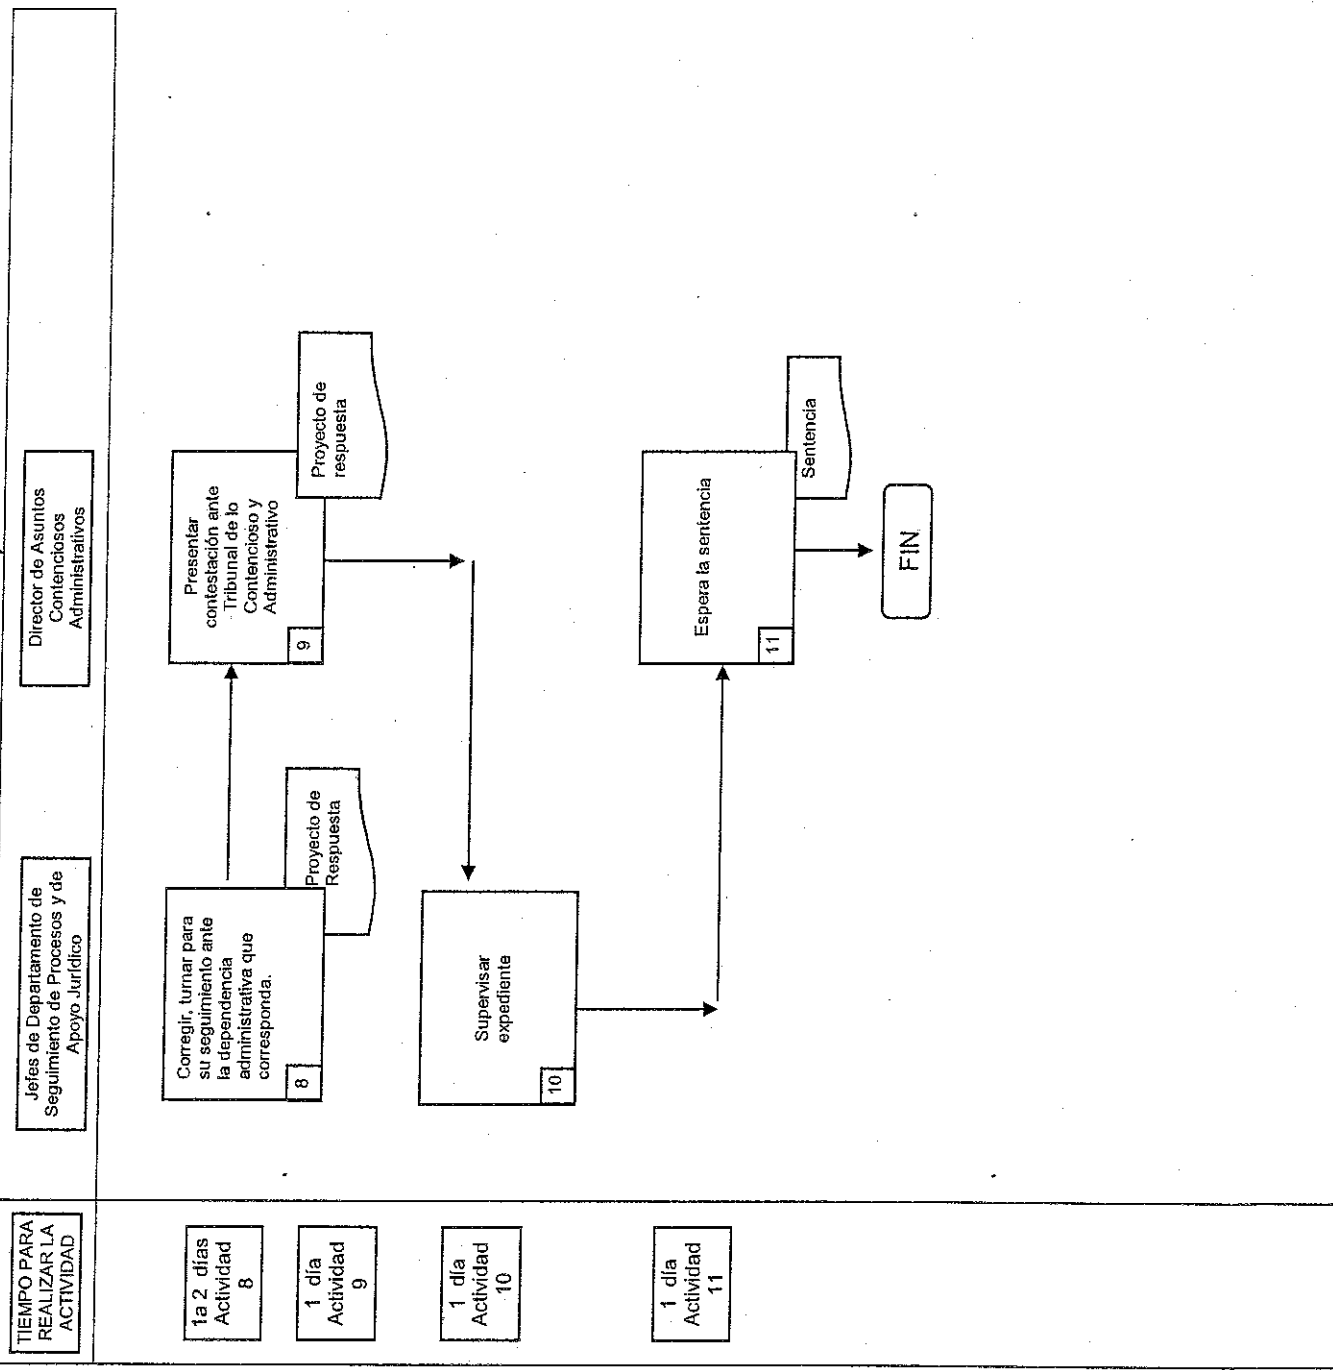 TIEMPO PARA
REALIZAR LA
ACTIVIDAD
Jefes de Departamento de
Seguimiento de Procesos y de
Apoyo Jurídico
Director de Asuntos
Contenciosos
Administrativos
1a 2 días
Actividad
8
Corregir, turnar para
su seguimiento ante
la dependencia
administrativa que
corresponda.
8
Proyecto de
Respuesta
Presentar
contestación ante
Tribunal de lo
Contencioso y
Administrativo
9
Proyecto de
respuesta
1 día
Actividad
9
1 día
Actividad
10
Supervisar
expediente
10
1 día
Actividad
11
Espera la sentencia
11
Sentencia
FIN